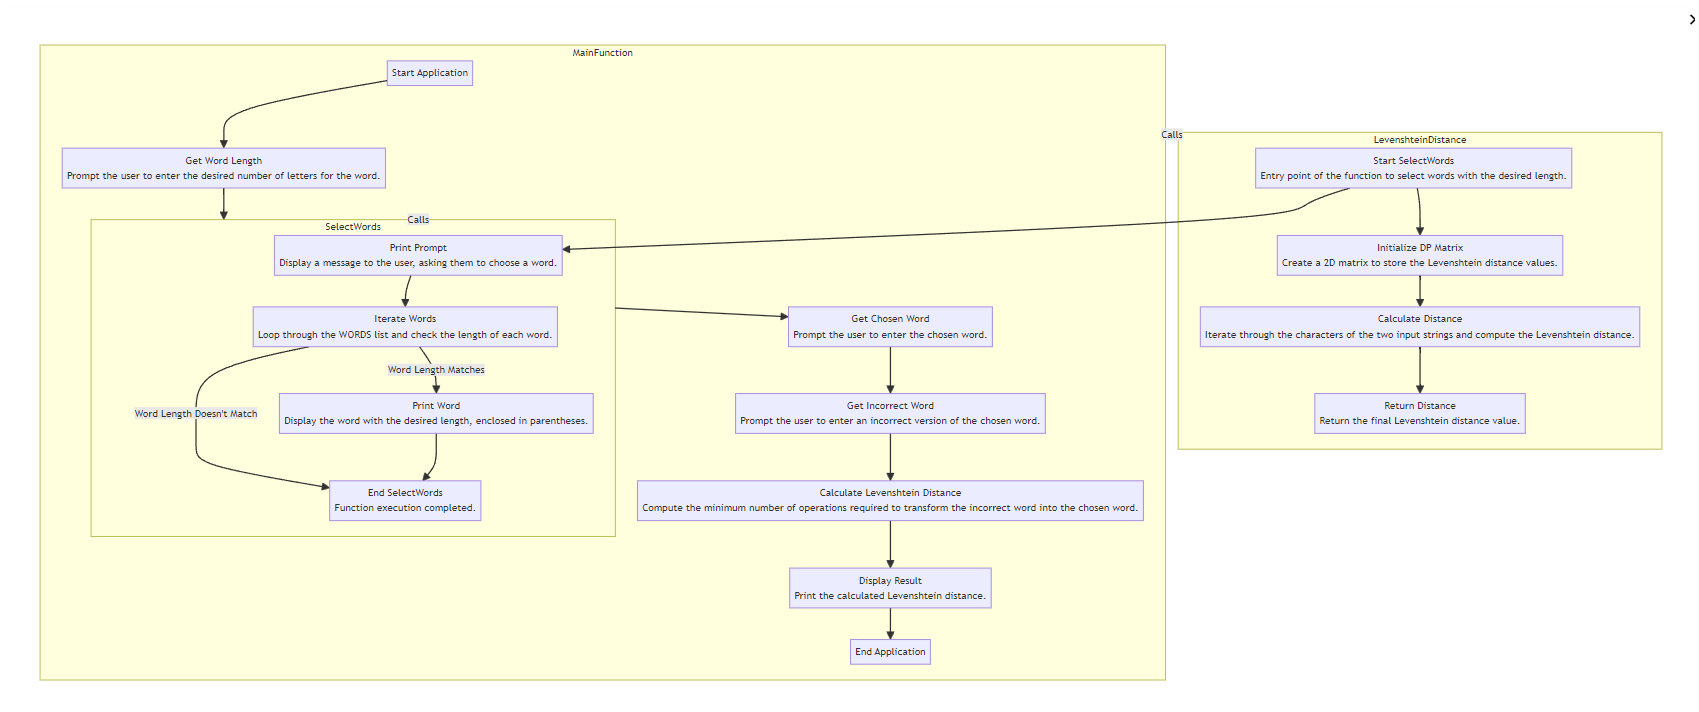 MainFunction
Start Application
Get Word Length
Prompt the user to enter the desired number of letters for the word.
Calls
SelectWords
Print Prompt
Display a message to the user, asking them to choose a word.
Iterate Words
Loop through the WORDS list and check the length of each word.
Word Length Matches
Word Length Doesn't Match
Print Word
Display the word with the desired length, enclosed in parentheses.
End SelectWords
Function execution completed.
Get Chosen Word
Prompt the user to enter the chosen word.
Get Incorrect Word
Prompt the user to enter an incorrect version of the chosen word.
Calculate Levenshtein Distance
Compute the minimum number of operations required to transform the incorrect word into the chosen word.
Display Result
Print the calculated Levenshtein distance.
End Application
Calls
LevenshteinDistance
Start SelectWords
Entry point of the function to select words with the desired length.
Initialize DP Matrix
Create a 2D matrix to store the Levenshtein distance values.
Calculate Distance
Iterate through the characters of the two input strings and compute the Levenshtein distance.
Return Distance
Return the final Levenshtein distance value.